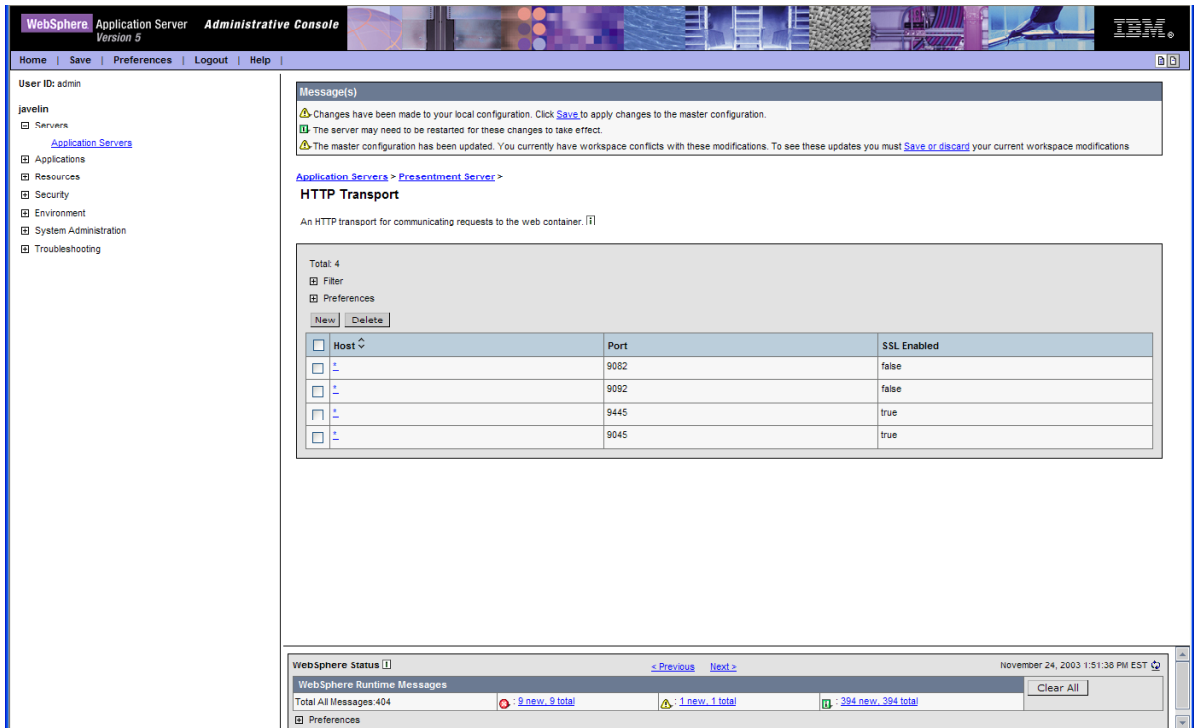 WebSphere Application Server Administrative Console
Version 5
IBM.
Home | Save | Preferences | Logout | Help |
User ID: admin
javelin
Servers
Application Servers
Applications
Resources
Security
Environment
System Administration
Troubleshooting
Message(s)
Changes have been made to your local configuration. Click Save to apply changes to the master configuration.
The server may need to be restarted for these changes to take effect.
The master configuration has been updated. You currently have workspace conflicts with these modifications. To see these updates you must Save or discard your current workspace modifications
Application Servers > Presentment Server >
HTTP Transport
An HTTP transport for communicating requests to the web container. i
Total: 4
Filter
Preferences
New Delete
Host Port SSL Enabled
* 9082 false
* 9092 false
* 9445 true
* 9045 true
WebSphere Status i < Previous Next > November 24, 2003 1:51:38 PM EST
WebSphere Runtime Messages Clear All
Total All Messages:404 : 9 new, 9 total : 1 new, 1 total : 394 new, 394 total
Preferences